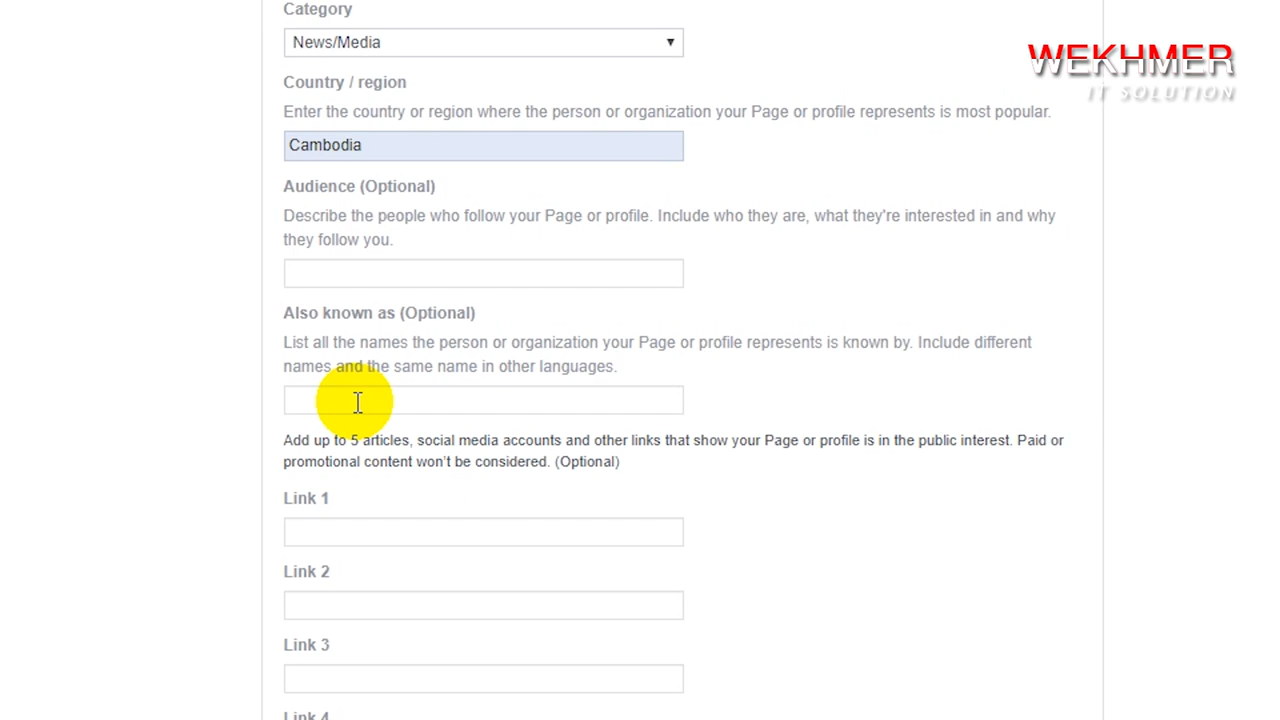 Category
News/Media
WEKHMER
IT SOLUTION
Country / region
Enter the country or region where the person or organization your Page or profile represents is most popular.
Cambodia
Audience (Optional)
Describe the people who follow your Page or profile. Include who they are, what they're interested in and why
they follow you.
Also known as (Optional)
List all the names the person or organization your Page or profile represents is known by. Include different
names and the same name in other languages.
Add up to 5 articles, social media accounts and other links that show your Page or profile is in the public interest. Paid or
promotional content won't be considered. (Optional)
Link 1
Link 2
Link 3
Link 4